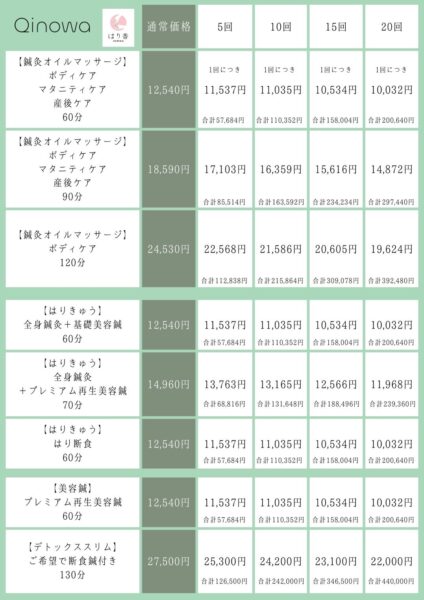 Qinowa
はり香
通常価格 5回 10回 15回 20回
【鍼灸オイルマッサージ】
ボディケア
マタニティケア
産後ケア
60分
12,540円
1回につき 1回につき 1回につき 1回につき
11,537円 11,035円 10,534円 10,032円
合計57,684円 合計110,352円 合計158,004円 合計200,640円
【鍼灸オイルマッサージ】
ボディケア
マタニティケア
産後ケア
90分
18,590円 17,103円 16,359円 15,616円 14,872円
合計85,514円 合計163,592円 合計234,234円 合計297,440円
【鍼灸オイルマッサージ】
ボディケア
120分
24,530円 22,568円 21,586円 20,605円 19,624円
合計112,838円 合計215,864円 合計309,078円 合計392,480円
【はりきゅう】
全身鍼灸＋基礎美容鍼
60分
12,540円 11,537円 11,035円 10,534円 10,032円
合計57,684円 合計110,352円 合計158,004円 合計200,640円
【はりきゅう】
全身鍼灸
＋プレミアム再生美容鍼
70分
14,960円 13,763円 13,165円 12,566円 11,968円
合計68,816円 合計131,648円 合計188,496円 合計239,360円
【はりきゅう】
はり断食
60分
12,540円 11,537円 11,035円 10,534円 10,032円
合計57,684円 合計110,352円 合計158,004円 合計200,640円
【美容鍼】
プレミアム再生美容鍼
60分
12,540円 11,537円 11,035円 10,534円 10,032円
合計57,684円 合計110,352円 合計158,004円 合計200,640円
【デトックススリム】
ご希望で断食鍼付き
130分
27,500円 25,300円 24,200円 23,100円 22,000円
合計126,500円 合計242,000円 合計346,500円 合計440,000円